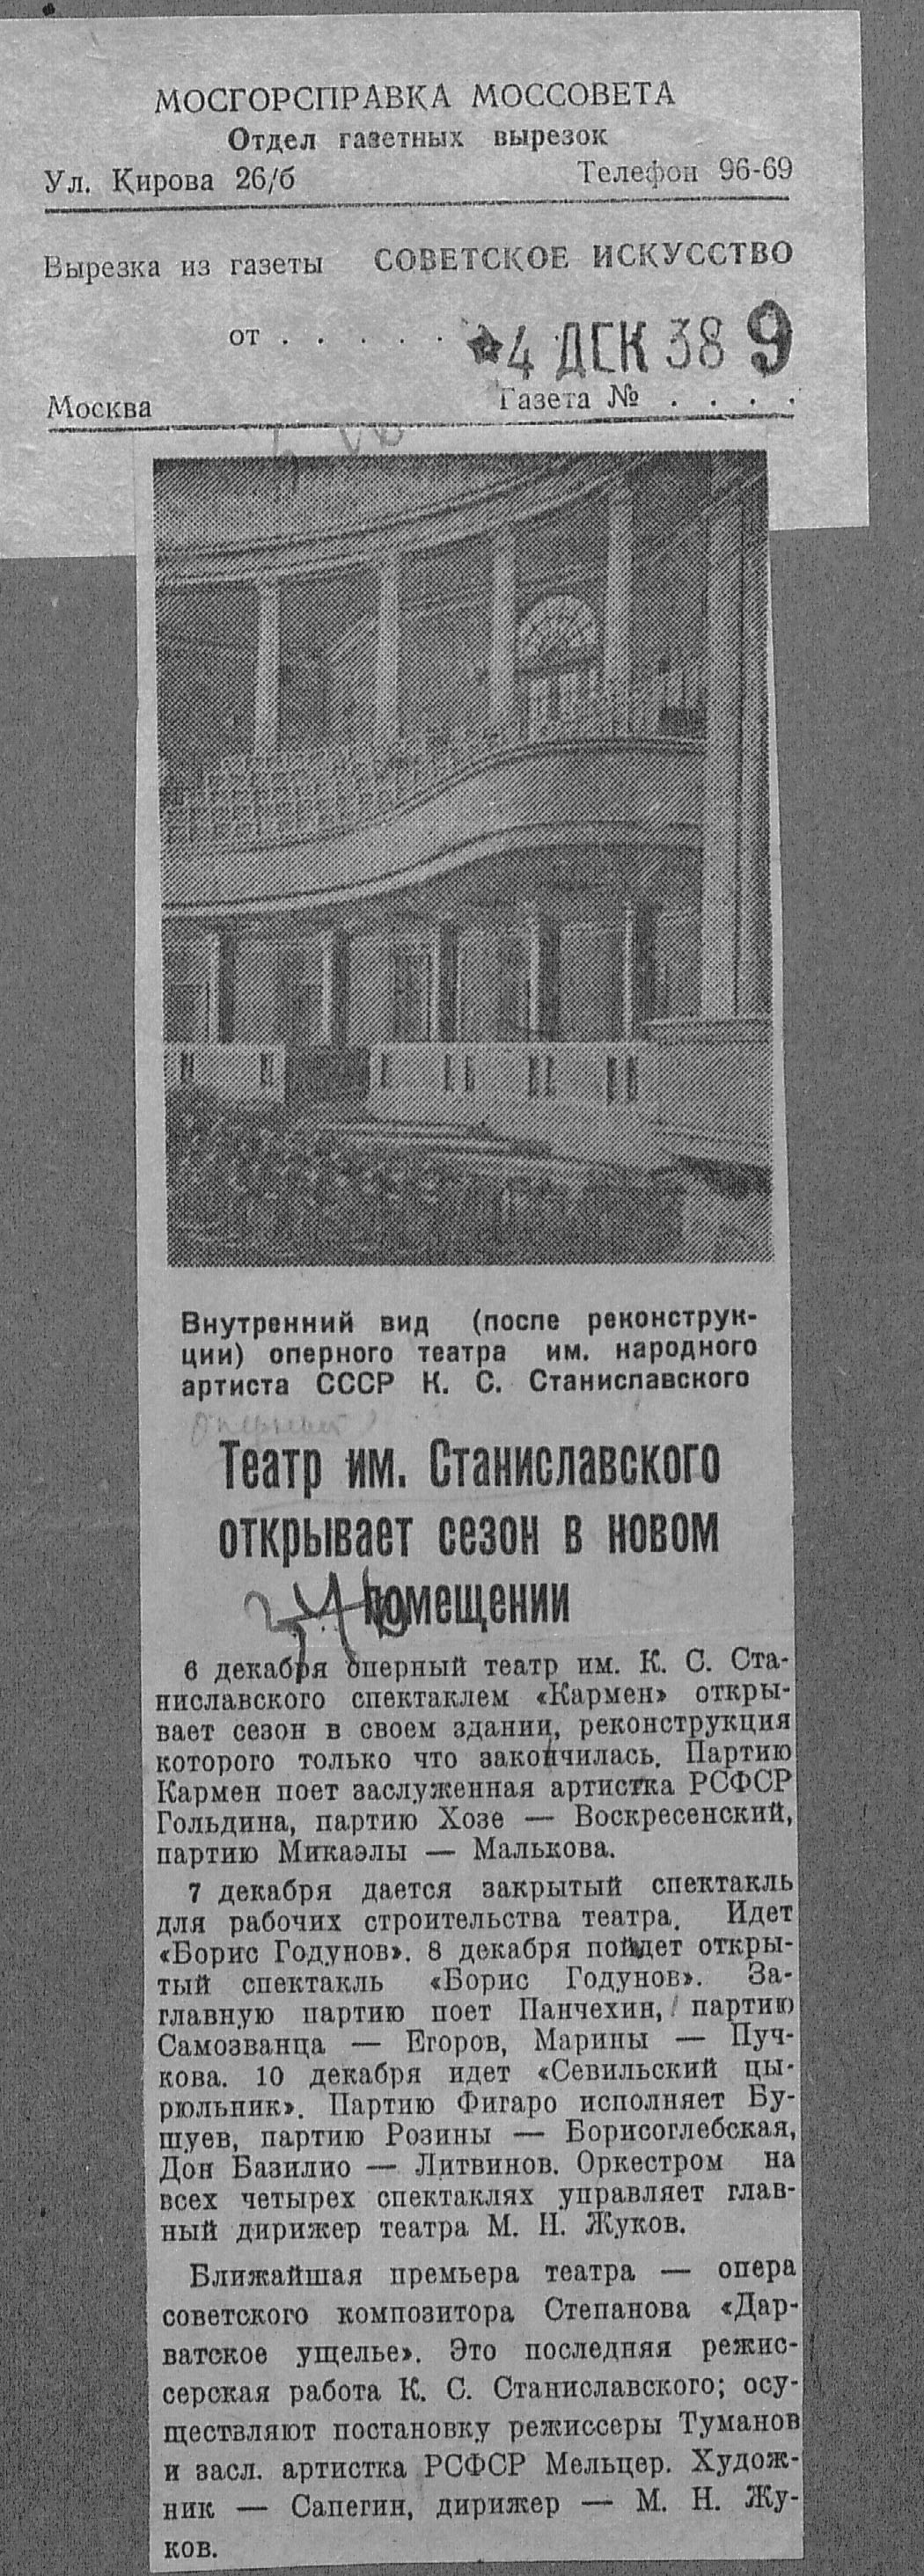 МОСГОРСПРАВКА МОССОВЕТА
Отдел газетных вырезок
Ул. Кирова 26/б Телефон 96-69
Вырезка из газеты СОВЕТСКОЕ ИСКУССТВО
от . . . . . 4 ДЕК 38 9
Москва Газета № . . . .
Внутренний вид (после реконструк-
ции) оперного театра им. народного
артиста СССР К. С. Станиславского
Театр им. Станиславского
открывает сезон в новом
помещении
6 декабря оперный театр им. К. С. Ста-
ниславского спектаклем «Кармен» откры-
вает сезон в своем здании, реконструкция
которого только что закончилась. Партию
Кармен поет заслуженная артистка РСФСР
Гольдина, партию Хозе — Воскресенский,
партию Микаэлы — Малькова.
7 декабря дается закрытый спектакль
для рабочих строительства театра. Идет
«Борис Годунов». 8 декабря пойдет откры-
тый спектакль «Борис Годунов». За-
главную партию поет Панчехин, партию
Самозванца — Егоров, Марины — Пуч-
кова. 10 декабря идет «Севильский цы-
рюльник». Партию Фигаро исполняет Бу-
шуев, партию Розины — Борисоглебская,
Дон Базилио — Литвинов. Оркестром на
всех четырех спектаклях управляет глав-
ный дирижер театра М. Н. Жуков.
Ближайшая премьера театра — опера
советского композитора Степанова «Дар-
ватское ущелье». Это последняя режис-
серская работа К. С. Станиславского; осу-
ществляют постановку режиссеры Туманов
и засл. артистка РСФСР Мельцер. Худож-
ник — Сапегин, дирижер — М. Н. Жу-
ков.